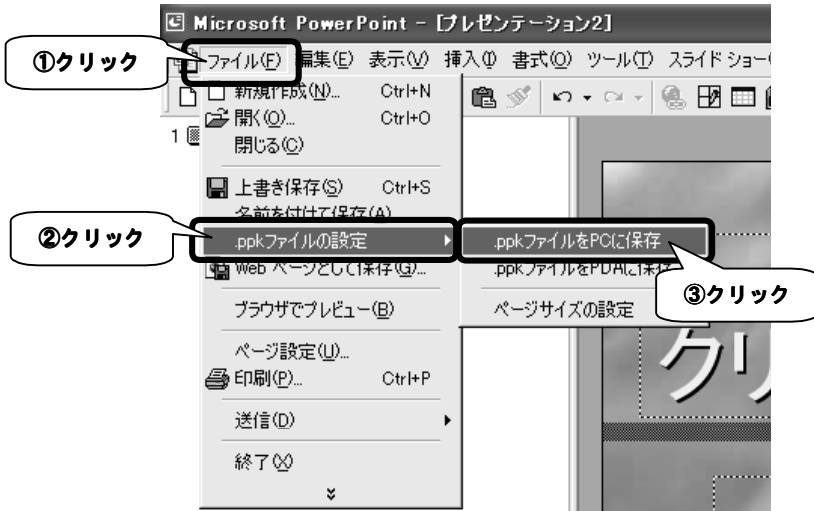 Microsoft PowerPoint - [プレゼンテーション2]
①クリック
ファイル(F) 編集(E) 表示(V) 挿入(I) 書式(O) ツール(T) スライド ショー(
新規作成(N)... Ctrl+N
開く(O)... Ctrl+O
1
閉じる(C)
上書き保存(S) Ctrl+S
名前を付けて保存(A)...
②クリック
.ppkファイルの設定
.ppkファイルをPCに保存
Web ページとして保存(G)...
.ppkファイルをPDAに保存
③クリック
ブラウザでプレビュー(B)
ページサイズの設定
ページ設定(U)...
印刷(P)... Ctrl+P
クリ
送信(D)
終了(X)